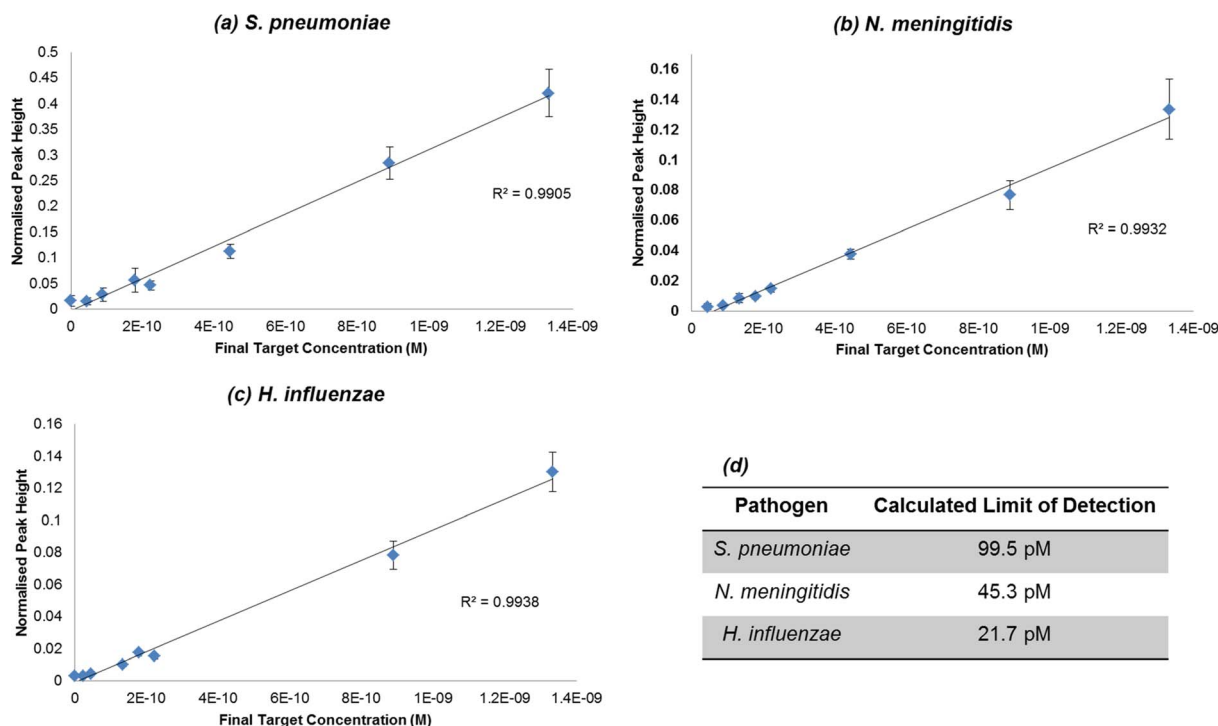 (a) S. pneumoniae
Normalised Peak Height
0.5
0.45
0.4
0.35
0.3
0.25
0.2
0.15
0.1
0.05
0
R² = 0.9905
0 2E-10 4E-10 6E-10 8E-10 1E-09 1.2E-09 1.4E-09
Final Target Concentration (M)
(b) N. meningitidis
Normalised Peak Height
0.16
0.14
0.12
0.1
0.08
0.06
0.04
0.02
0
R² = 0.9932
0 2E-10 4E-10 6E-10 8E-10 1E-09 1.2E-09 1.4E-09
Final Target Concentration (M)
(c) H. influenzae
Normalised Peak Height
0.16
0.14
0.12
0.1
0.08
0.06
0.04
0.02
0
R² = 0.9938
0 2E-10 4E-10 6E-10 8E-10 1E-09 1.2E-09 1.4E-09
Final Target Concentration (M)
(d)
Pathogen Calculated Limit of Detection
S. pneumoniae 99.5 pM
N. meningitidis 45.3 pM
H. influenzae 21.7 pM